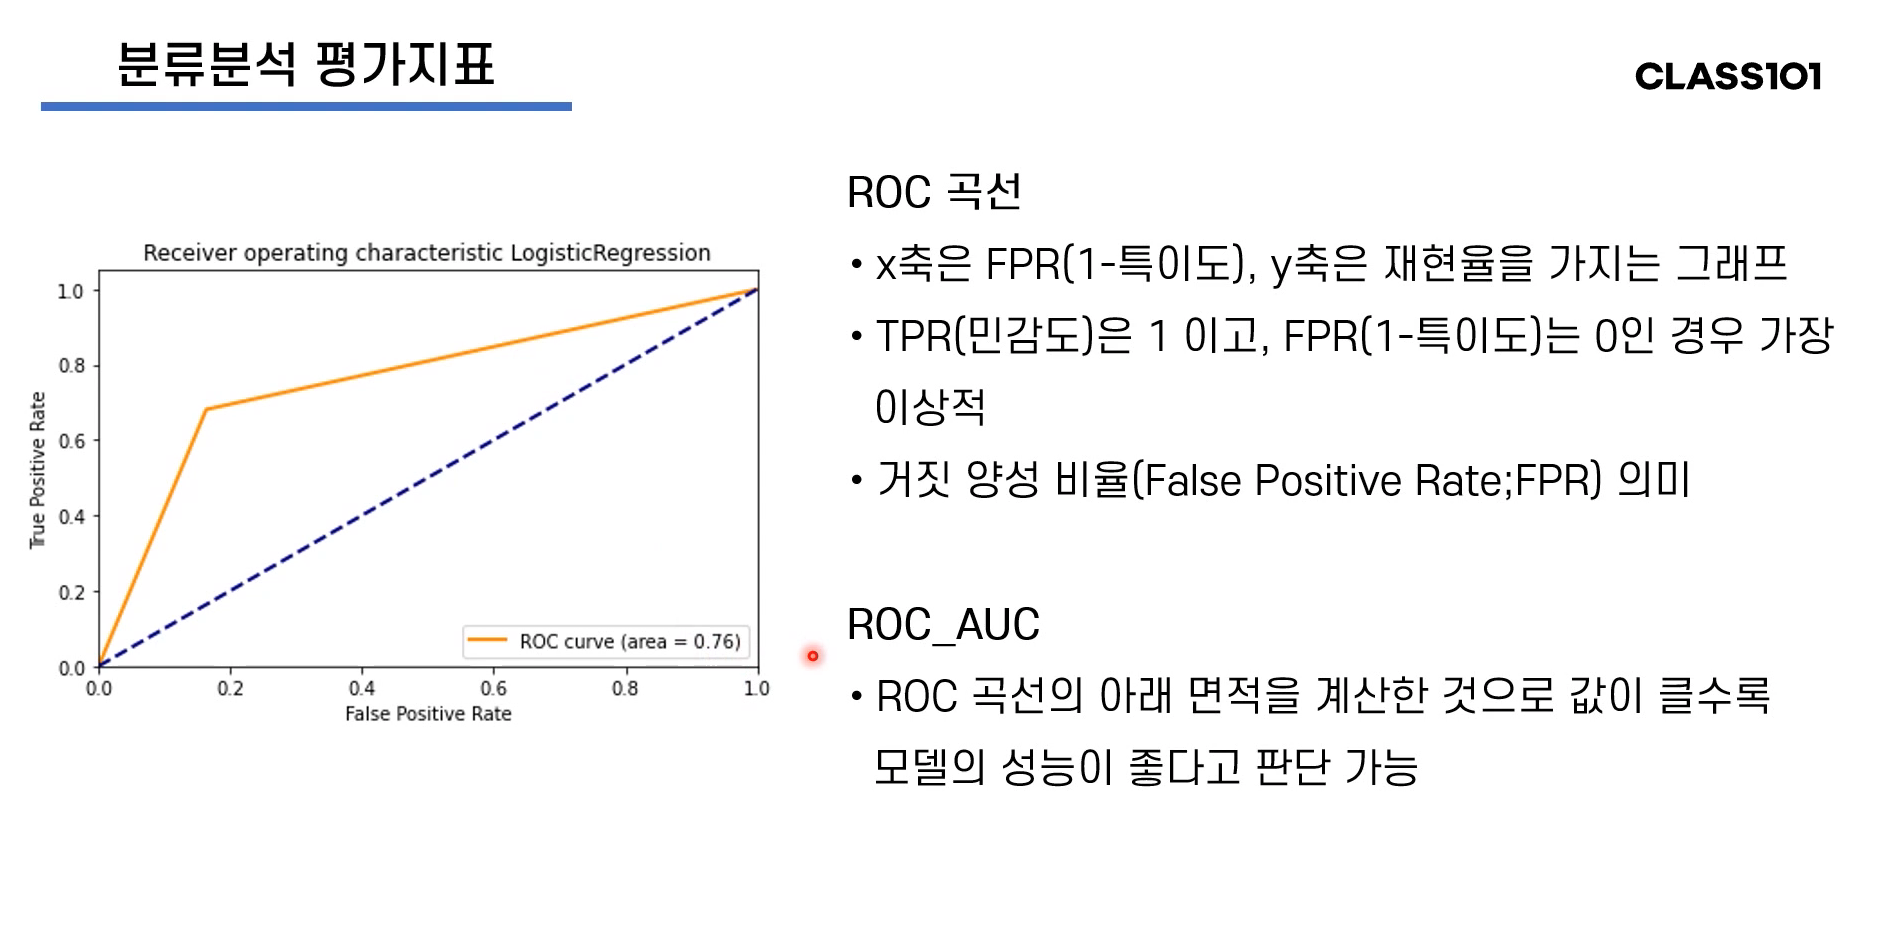 분류분석 평가지표
CLASS101
Receiver operating characteristic LogisticRegression
1.0
0.8
0.6
0.4
0.2
0.0
True Positive Rate
ROC curve (area = 0.76)
0.0 0.2 0.4 0.6 0.8 1.0
False Positive Rate
ROC 곡선
• x축은 FPR(1-특이도), y축은 재현율을 가지는 그래프
• TPR(민감도)은 1 이고, FPR(1-특이도)는 0인 경우 가장
이상적
• 거짓 양성 비율(False Positive Rate;FPR) 의미
ROC_AUC
• ROC 곡선의 아래 면적을 계산한 것으로 값이 클수록
모델의 성능이 좋다고 판단 가능